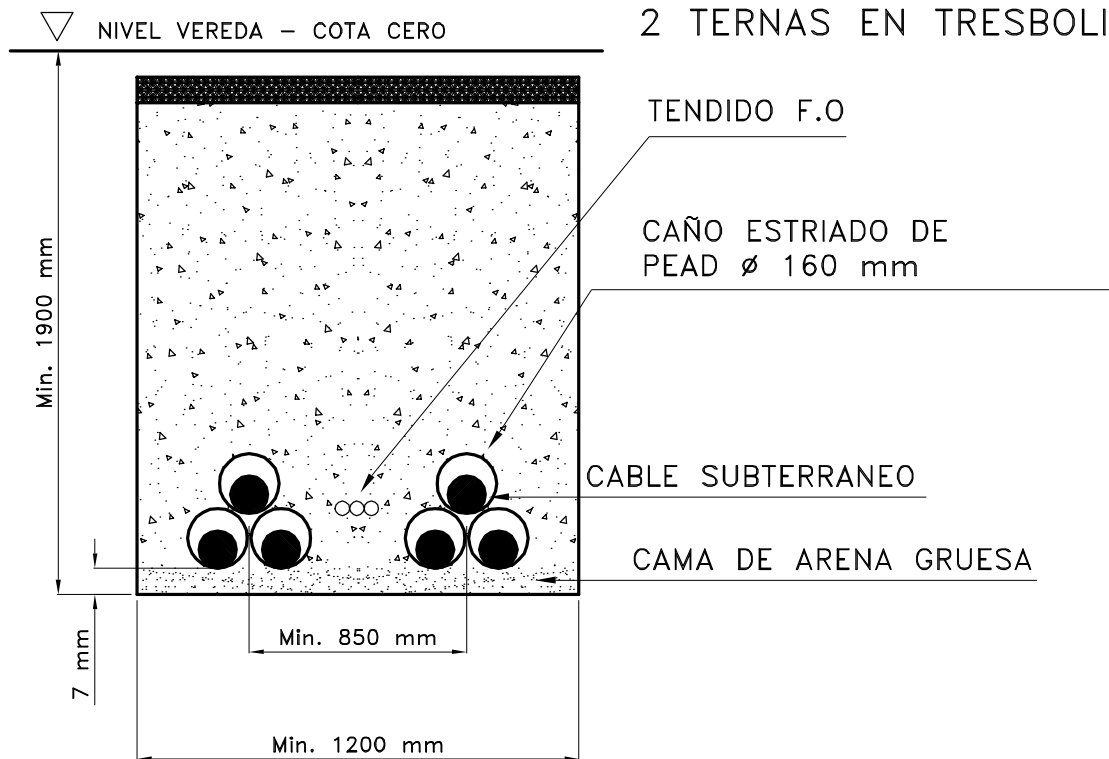 NIVEL VEREDA – COTA CERO
2 TERNAS EN TRESBOLI
TENDIDO F.O
CAÑO ESTRIADO DE
PEAD ø 160 mm
Min. 1900 mm
CABLE SUBTERRANEO
CAMA DE ARENA GRUESA
Min. 850 mm
7 mm
Min. 1200 mm